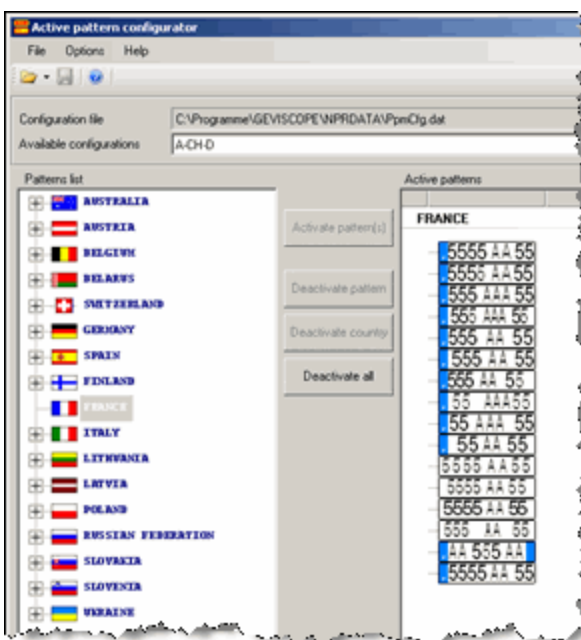 Active pattern configurator
File Options Help
Configuration file C:\Programme\GEVISCOPE\NPRDATA\PpmCfg.dat
Available configurations A-CH-D
Patterns list
AUSTRALIA
AUSTRIA
BELGIUM
BELARUS
SWITZERLAND
GERMANY
SPAIN
FINLAND
FRANCE
ITALY
LITHUANIA
LATVIA
POLAND
RUSSIAN FEDERATION
SLOVAKIA
SLOVENIA
UKRAINE
Activate pattern(s)
Deactivate pattern
Deactivate country
Deactivate all
Active patterns
FRANCE
5555 AA 55
5555 AA 55
555 AAA 55
555 AAA 55
555 AA 55
555 AA 55
555 AA 55
55 AAA55
55 AAA 55
55 AA 55
5555 AA 55
5555 AA 55
5555 AA 55
555 AA 55
AA 555 AA
5555 AA 55